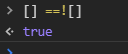 > [] ==![]
<· true